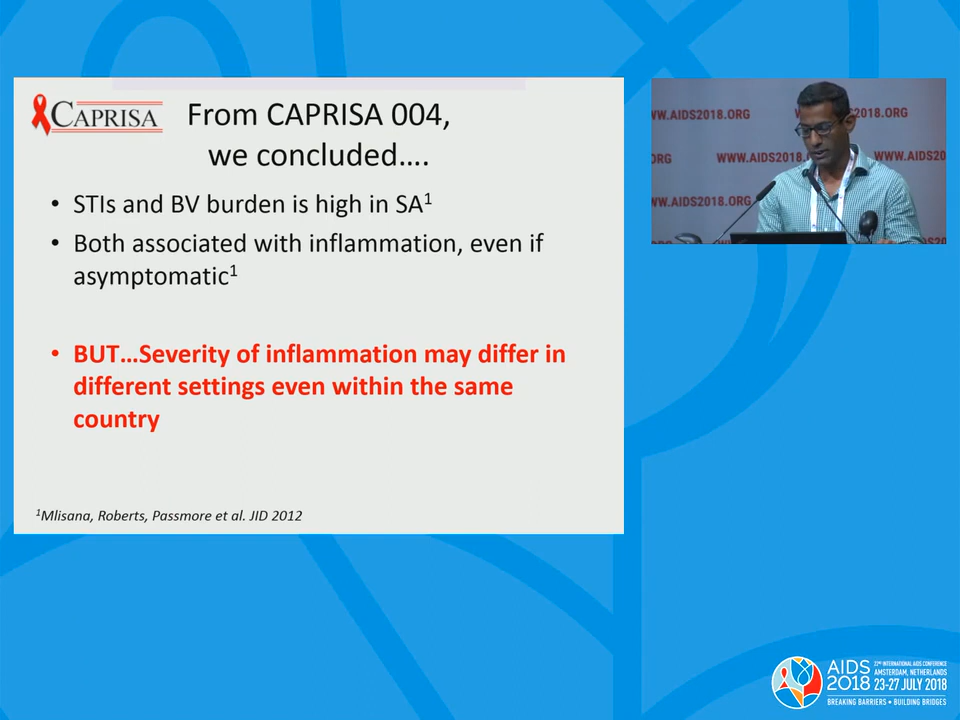 CAPRISA
From CAPRISA 004,
we concluded….
• STIs and BV burden is high in SA1
• Both associated with inflammation, even if
asymptomatic1
• BUT…Severity of inflammation may differ in
different settings even within the same
country
1Mlisana, Roberts, Passmore et al. JID 2012
WW.AIDS2018.ORG
ORG
WWW.AIDS2018.
WWW.AIDS20
WW.AIDS2018.ORG
AIDS
2018
22ND INTERNATIONAL AIDS CONFERENCE
AMSTERDAM, NETHERLANDS
23-27 JULY 2018
BREAKING BARRIERS • BUILDING BRIDGES